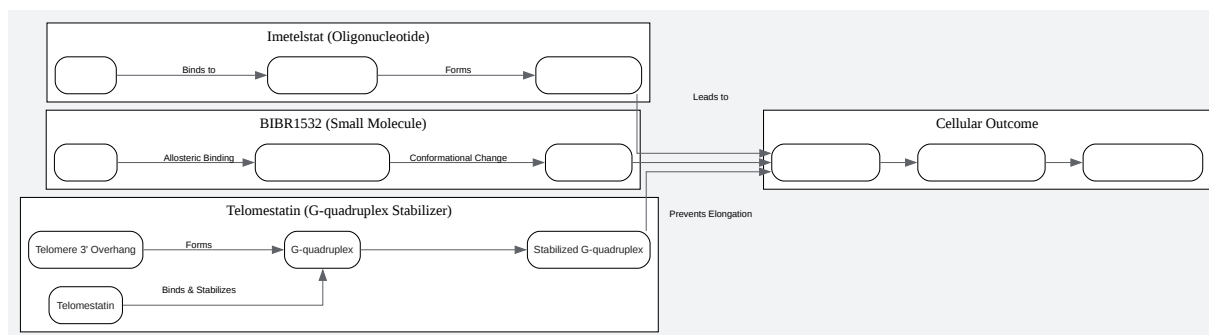 Imetelstat (Oligonucleotide)
Binds to
Forms
Leads to
BIBR1532 (Small Molecule)
Allosteric Binding
Conformational Change
Cellular Outcome
Telomestatin (G-quadruplex Stabilizer)
Prevents Elongation
Telomere 3' Overhang
Forms
G-quadruplex
Stabilized G-quadruplex
Binds & Stabilizes
Telomestatin